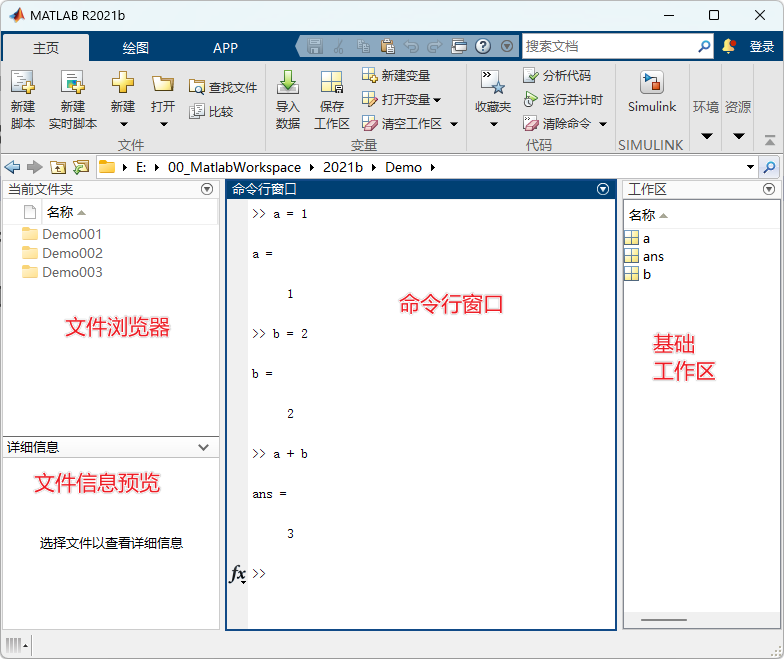 MATLAB R2021b
主页 绘图 APP
搜索文档
登录
新建
脚本
新建
实时脚本
新建
打开
查找文件
比较
文件
导入
数据
保存
工作区
新建变量
打开变量
清空工作区
变量
收藏夹
分析代码
运行并计时
清除命令
代码
Simulink
SIMULINK
环境
资源
E: 00_MatlabWorkspace 2021b Demo
当前文件夹
名称
Demo001
Demo002
Demo003
文件浏览器
详细信息
文件信息预览
选择文件以查看详细信息
命令行窗口
>> a = 1
a =
1
命令行窗口
>> b = 2
b =
2
>> a + b
ans =
3
fx >>
工作区
名称
a
ans
b
基础
工作区